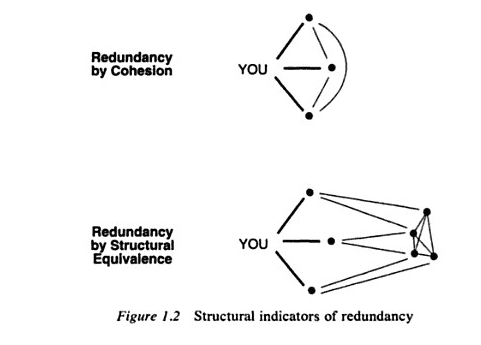 Redundancy
by Cohesion
YOU
Redundancy
by Structural
Equivalence
YOU
Figure 1.2 Structural indicators of redundancy